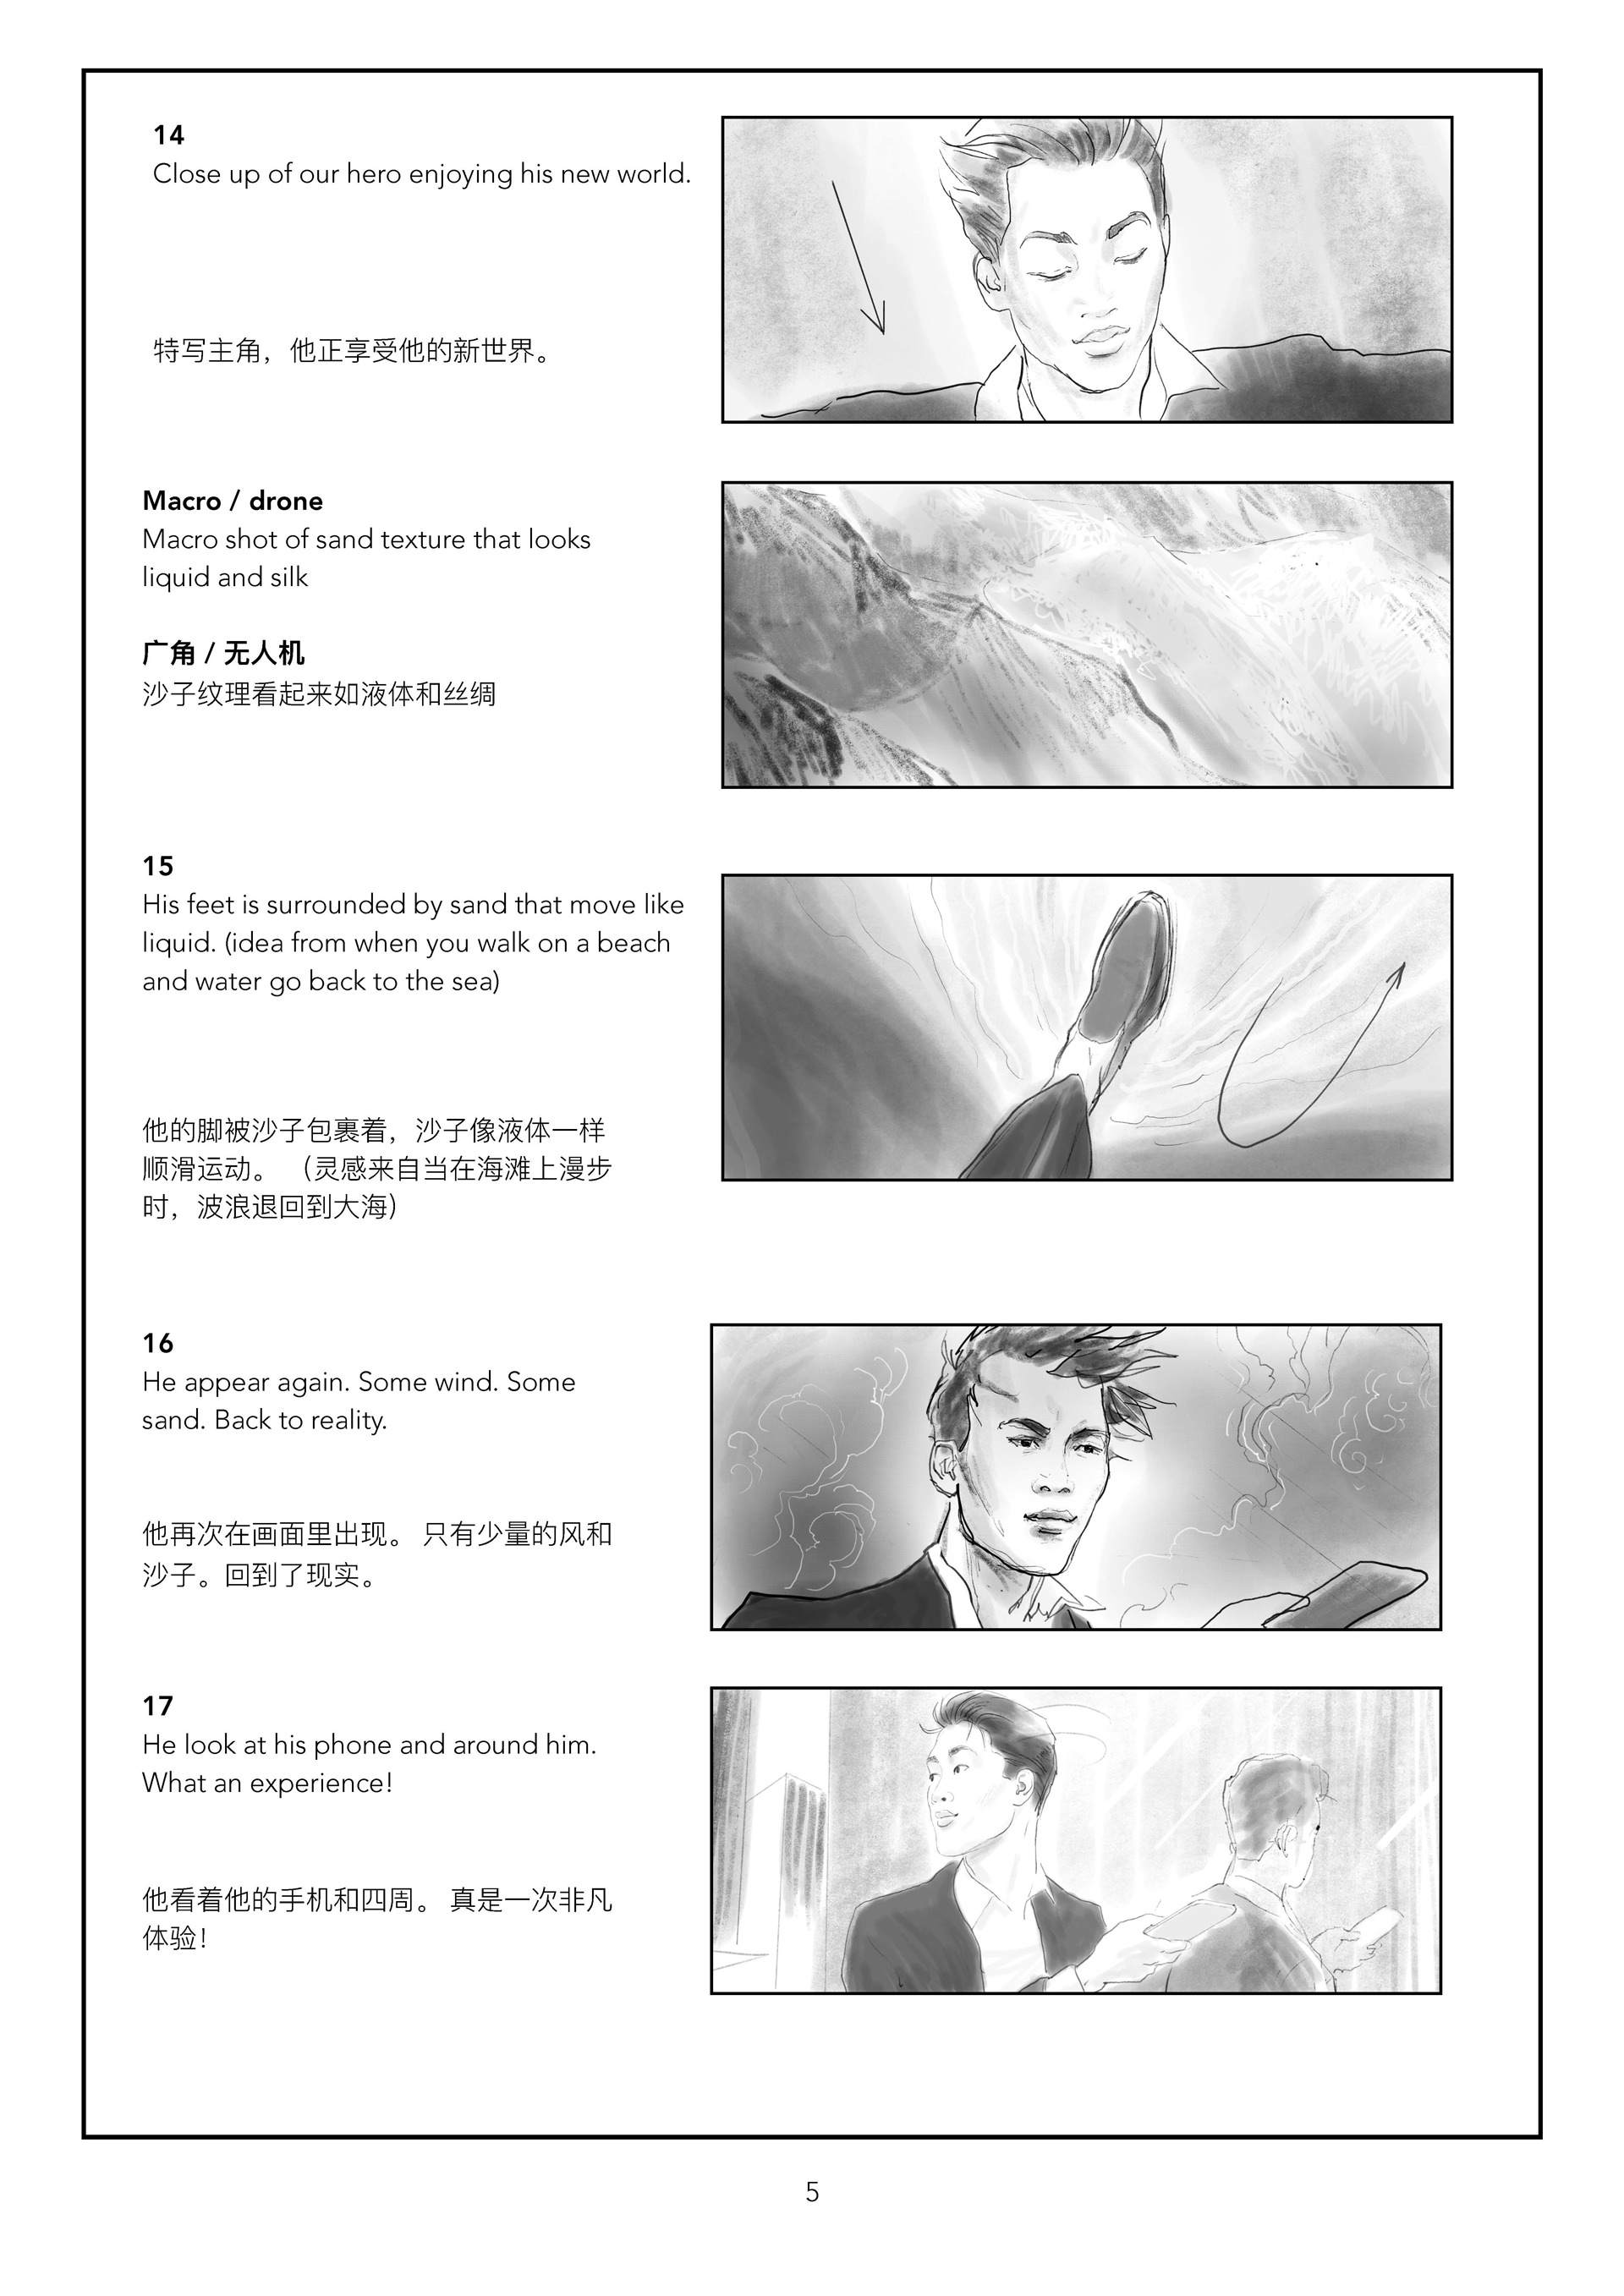 14
Close up of our hero enjoying his new world.
特写主角，他正享受他的新世界。
Macro / drone
Macro shot of sand texture that looks
liquid and silk
广角 / 无人机
沙子纹理看起来如液体和丝绸
15
His feet is surrounded by sand that move like
liquid. (idea from when you walk on a beach
and water go back to the sea)
他的脚被沙子包裹着，沙子像液体一样
顺滑运动。 （灵感来自当在海滩上漫步
时，波浪退回到大海)
16
He appear again. Some wind. Some
sand. Back to reality.
他再次在画面里出现。 只有少量的风和
沙子。回到了现实。
17
He look at his phone and around him.
What an experience!
他看着他的手机和四周。 真是一次非凡
体验！
5